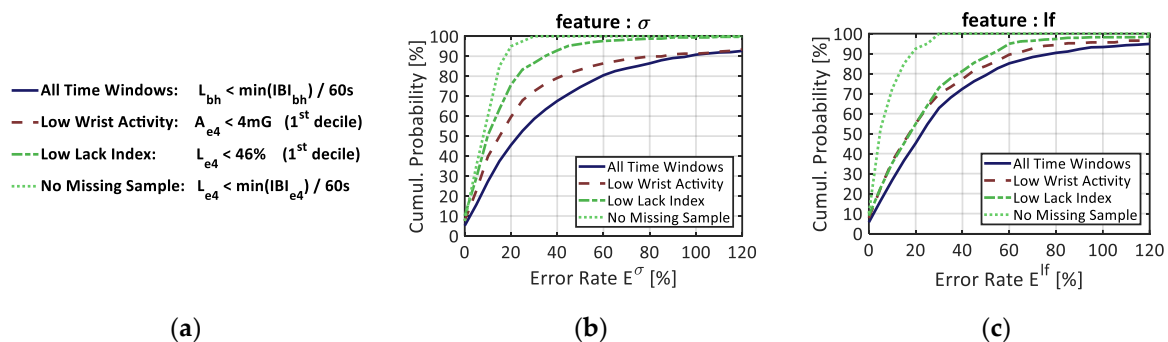 All Time Windows: L_bh < min(IBI_bh) / 60s
Low Wrist Activity: A_e4 < 4mG (1^st decile)
Low Lack Index: L_e4 < 46% (1^st decile)
No Missing Sample: L_e4 < min(IBI_e4) / 60s
(a)
feature : σ
Cumul. Probability [%]
100
90
80
70
60
50
40
30
20
10
0
All Time Windows
Low Wrist Activity
Low Lack Index
No Missing Sample
0 20 40 60 80 100 120
Error Rate E^σ [%]
(b)
feature : lf
Cumul. Probability [%]
100
90
80
70
60
50
40
30
20
10
0
All Time Windows
Low Wrist Activity
Low Lack Index
No Missing Sample
0 20 40 60 80 100 120
Error Rate E^lf [%]
(c)